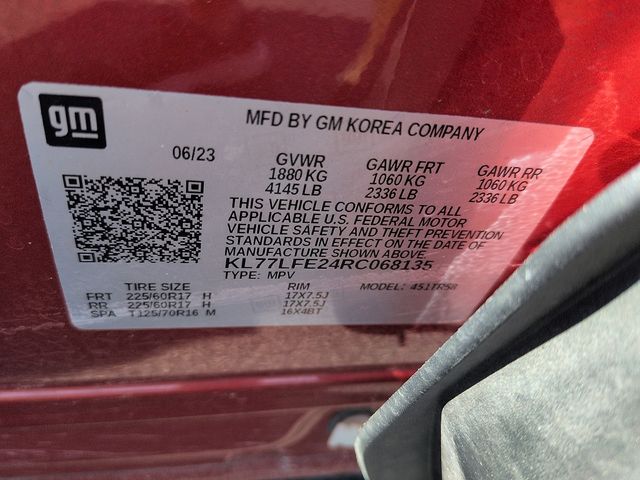 gm
MFD BY GM KOREA COMPANY
06/23 GVWR GAWR FRT GAWR RR
1880 KG 1060 KG 1060 KG
4145 LB 2336 LB 2336 LB
THIS VEHICLE CONFORMS TO ALL
APPLICABLE U.S. FEDERAL MOTOR
VEHICLE SAFETY AND THEFT PREVENTION
STANDARDS IN EFFECT ON THE DATE OF
MANUFACTURE SHOWN ABOVE
KL77LFE24RC068135
TYPE: MPV
TIRE SIZE RIM MODEL: 451TR58
FRT 225/60R17 H 17X7.5J
RR 225/60R17 H 17X7.5J
SPA T125/70R16 M 16X4BT